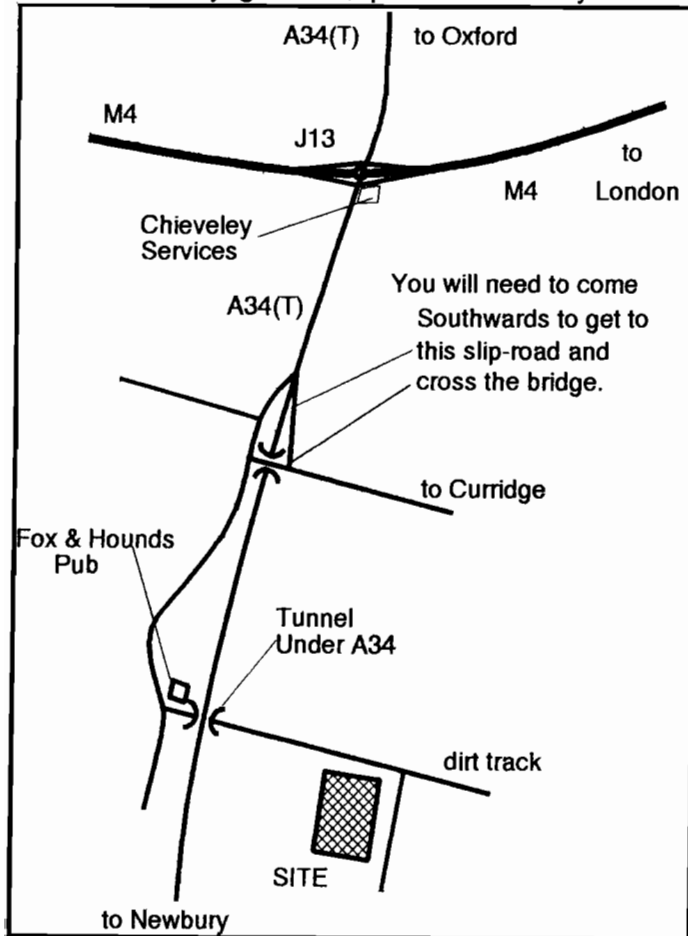 A34(T) to Oxford
M4
J13
to
M4 London
Chieveley
Services
You will need to come
Southwards to get to
this slip-road and
cross the bridge.
A34(T)
to Curridge
Fox & Hounds
Pub
Tunnel
Under A34
dirt track
SITE
to Newbury